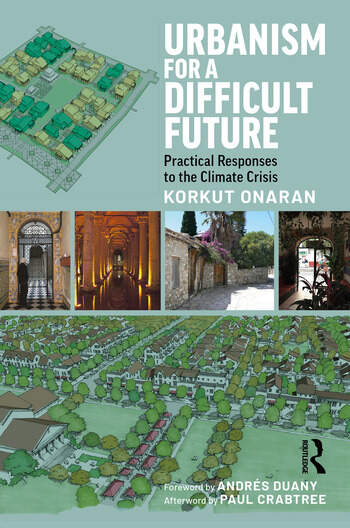 URBANISM
FOR A
DIFFICULT
FUTURE
Practical Responses
to the Climate Crisis
KORKUT ONARAN
ROUTLEDGE
Foreword by ANDRÉS DUANY
Afterword by PAUL CRABTREE